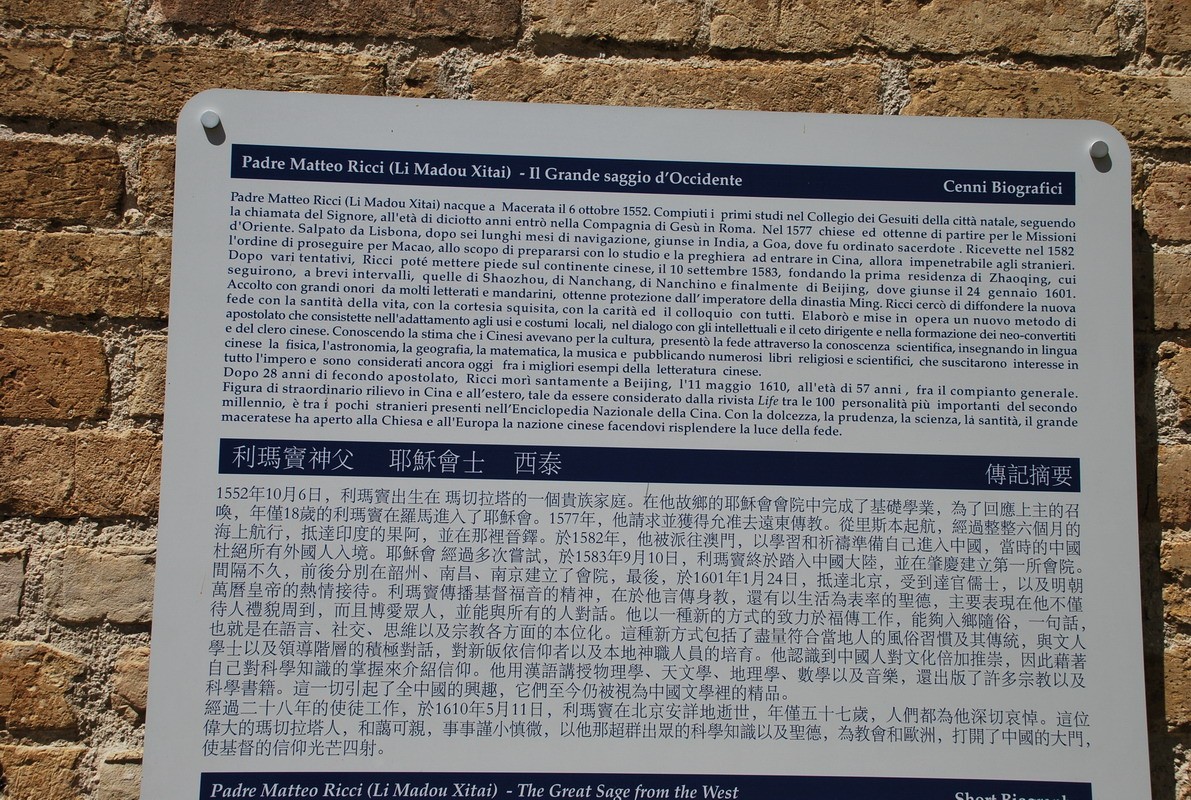 Padre Matteo Ricci (Li Madou Xitai) - Il Grande saggio d'Occidente Cenni Biografici
Padre Matteo Ricci (Li Madou Xitai) nacque a Macerata il 6 ottobre 1552. Compiuti i primi studi nel Collegio dei Gesuiti della città natale, seguendo
la chiamata del Signore, all'età di diciotto anni entrò nella Compagnia di Gesù in Roma. Nel 1577 chiese ed ottenne di partire per le Missioni
d'Oriente. Salpato da Lisbona, dopo sei lunghi mesi di navigazione, giunse in India, a Goa, dove fu ordinato sacerdote . Ricevette nel 1582
l'ordine di proseguire per Macao, allo scopo di prepararsi con lo studio e la preghiera ad entrare in Cina, allora impenetrabile agli stranieri.
Dopo vari tentativi, Ricci poté mettere piede sul continente cinese, il 10 settembre 1583, fondando la prima residenza di Zhaoqing, cui
seguirono, a brevi intervalli, quelle di Shaozhou, di Nanchang, di Nanchino e finalmente di Beijing, dove giunse il 24 gennaio 1601.
Accolto con grandi onori da molti letterati e mandarini, ottenne protezione dall'imperatore della dinastia Ming. Ricci cercò di diffondere la nuova
fede con la santità della vita, con la cortesia squisita, con la carità ed il colloquio con tutti. Elaborò e mise in opera un nuovo metodo di
apostolato che consistette nell'adattamento agli usi e costumi locali, nel dialogo con gli intellettuali e il ceto dirigente e nella formazione dei neo-convertiti
e del clero cinese. Conoscendo la stima che i Cinesi avevano per la cultura, presentò la fede attraverso la conoscenza scientifica, insegnando in lingua
cinese la fisica, l'astronomia, la geografia, la matematica, la musica e pubblicando numerosi libri religiosi e scientifici, che suscitarono interesse in
tutto l'impero e sono considerati ancora oggi fra i migliori esempi della letteratura cinese.
Dopo 28 anni di fecondo apostolato, Ricci morì santamente a Beijing, l'11 maggio 1610, all'età di 57 anni , fra il compianto generale.
Figura di straordinario rilievo in Cina e all'estero, tale da essere considerato dalla rivista Life tra le 100 personalità più importanti del secondo
millennio, è tra i pochi stranieri presenti nell'Enciclopedia Nazionale della Cina. Con la dolcezza, la prudenza, la scienza, la santità, il grande
maceratese ha aperto alla Chiesa e all'Europa la nazione cinese facendovi risplendere la luce della fede.
利瑪竇神父 耶穌會士 西泰 傳記摘要
1552年10月6日，利瑪竇出生在 瑪切拉塔的一個貴族家庭。在他故鄉的耶穌會會院中完成了基礎學業，為了回應上主的召
喚，年僅18歲的利瑪竇在羅馬進入了耶穌會。1577年，他請求並獲得允准去遠東傳教。從里斯本起航，經過整整六個月的
海上航行，抵達印度的果阿，並在那裡晉鐸。於1582年，他被派往澳門，以學習和祈禱準備自己進入中國，當時的中國
杜絕所有外國人入境。耶穌會 經過多次嘗試，於1583年9月10日，利瑪竇終於踏入中國大陸，並在肇慶建立第一所會院。
間隔不久，前後分別在韶州、南昌、南京建立了會院，最後，於1601年1月24日，抵達北京，受到達官儒士，以及明朝
萬曆皇帝的熱情接待。利瑪竇傳播基督福音的精神，在於他言傳身教，還有以生活為表率的聖德，主要表現在他不僅
待人禮貌周到，而且博愛眾人，並能與所有的人對話。他以一種新的方式的致力於福傳工作，能夠入鄉隨俗，一句話，
也就是在語言、社交、思維以及宗教各方面的本位化。這種新方式包括了盡量符合當地人的風俗習慣及其傳統，與文人
學士以及領導階層的積極對話，對新皈依信仰者以及本地神職人員的培育。他認識到中國人對文化倍加推崇，因此藉著
自己對科學知識的掌握來介紹信仰。他用漢語講授物理學、天文學、地理學、數學以及音樂，還出版了許多宗教以及
科學書籍。這一切引起了全中國的興趣，它們至今仍被視為中國文學裡的精品。
經過二十八年的使徒工作，於1610年5月11日，利瑪竇在北京安詳地逝世，年僅五十七歲，人們都為他深切哀悼。這位
偉大的瑪切拉塔人，和藹可親，事事謹小慎微，以他那超群出眾的科學知識以及聖德，為教會和歐洲，打開了中國的大門，
使基督的信仰光芒四射。
Padre Matteo Ricci (Li Madou Xitai) - The Great Sage from the West Short